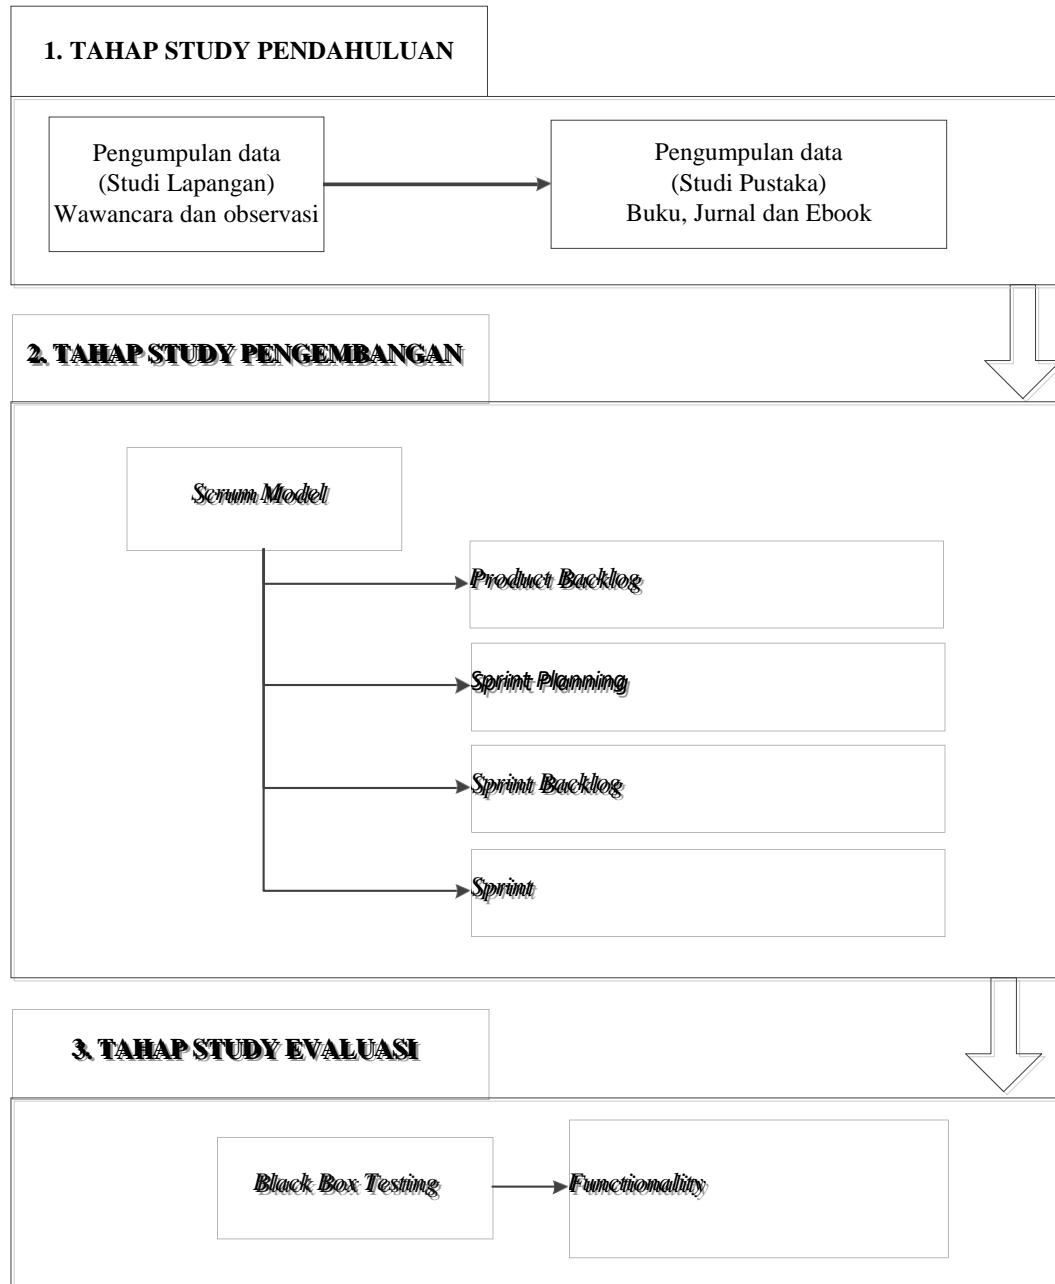 1. TAHAP STUDY PENDAHULUAN
Pengumpulan data
(Studi Lapangan)
Wawancara dan observasi
Pengumpulan data
(Studi Pustaka)
Buku, Jurnal dan Ebook
2. TAHAP STUDY PENGEMBANGAN
Scrum Model
Product Backlog
Sprint Planning
Sprint Backlog
Sprint
3. TAHAP STUDY EVALUASI
Black Box Testing
Functionality